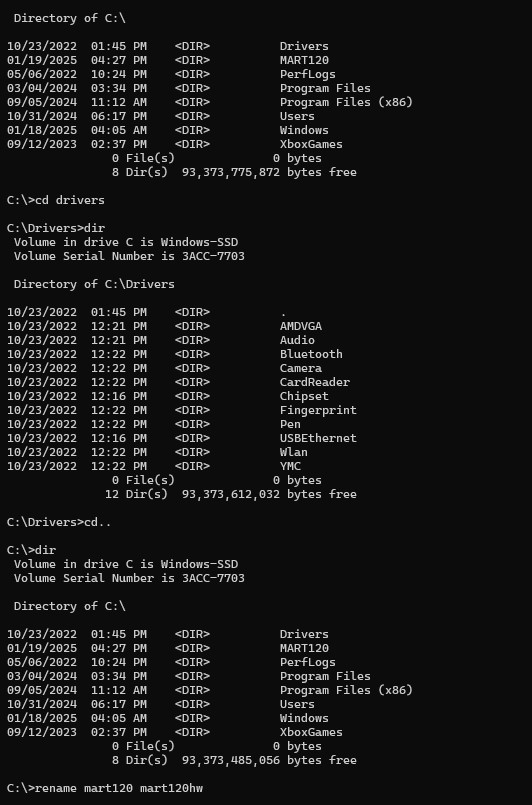 Directory of C:\
10/23/2022  01:45 PM    <DIR>          Drivers
01/19/2025  04:27 PM    <DIR>          MART120
05/06/2022  10:24 PM    <DIR>          PerfLogs
03/04/2024  03:34 PM    <DIR>          Program Files
09/05/2024  11:12 AM    <DIR>          Program Files (x86)
10/31/2024  06:17 PM    <DIR>          Users
01/18/2025  04:05 AM    <DIR>          Windows
09/12/2023  02:37 PM    <DIR>          XboxGames
               0 File(s)              0 bytes
               8 Dir(s)  93,373,775,872 bytes free
C:\>cd drivers
C:\Drivers>dir
 Volume in drive C is Windows-SSD
 Volume Serial Number is 3ACC-7703
 Directory of C:\Drivers
10/23/2022  01:45 PM    <DIR>          .
10/23/2022  12:21 PM    <DIR>          AMDVGA
10/23/2022  12:21 PM    <DIR>          Audio
10/23/2022  12:22 PM    <DIR>          Bluetooth
10/23/2022  12:22 PM    <DIR>          Camera
10/23/2022  12:22 PM    <DIR>          CardReader
10/23/2022  12:16 PM    <DIR>          Chipset
10/23/2022  12:22 PM    <DIR>          Fingerprint
10/23/2022  12:22 PM    <DIR>          Pen
10/23/2022  12:16 PM    <DIR>          USBEthernet
10/23/2022  12:22 PM    <DIR>          Wlan
10/23/2022  12:22 PM    <DIR>          YMC
               0 File(s)              0 bytes
              12 Dir(s)  93,373,612,032 bytes free
C:\Drivers>cd..
C:\>dir
 Volume in drive C is Windows-SSD
 Volume Serial Number is 3ACC-7703
 Directory of C:\
10/23/2022  01:45 PM    <DIR>          Drivers
01/19/2025  04:27 PM    <DIR>          MART120
05/06/2022  10:24 PM    <DIR>          PerfLogs
03/04/2024  03:34 PM    <DIR>          Program Files
09/05/2024  11:12 AM    <DIR>          Program Files (x86)
10/31/2024  06:17 PM    <DIR>          Users
01/18/2025  04:05 AM    <DIR>          Windows
09/12/2023  02:37 PM    <DIR>          XboxGames
               0 File(s)              0 bytes
               8 Dir(s)  93,373,485,056 bytes free
C:\>rename mart120 mart120hw